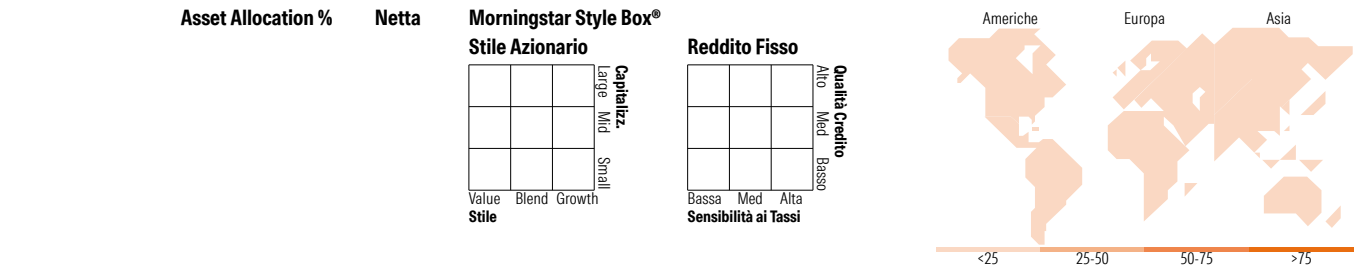 Asset Allocation % Netta
Morningstar Style Box®
Stile Azionario
Large Mid Small
Capitalizz.
Value Blend Growth
Stile
Reddito Fisso
Alto Med Basso
Qualità Credito
Bassa Med Alta
Sensibilità ai Tassi
Americhe Europa Asia
<25 25-50 50-75 >75